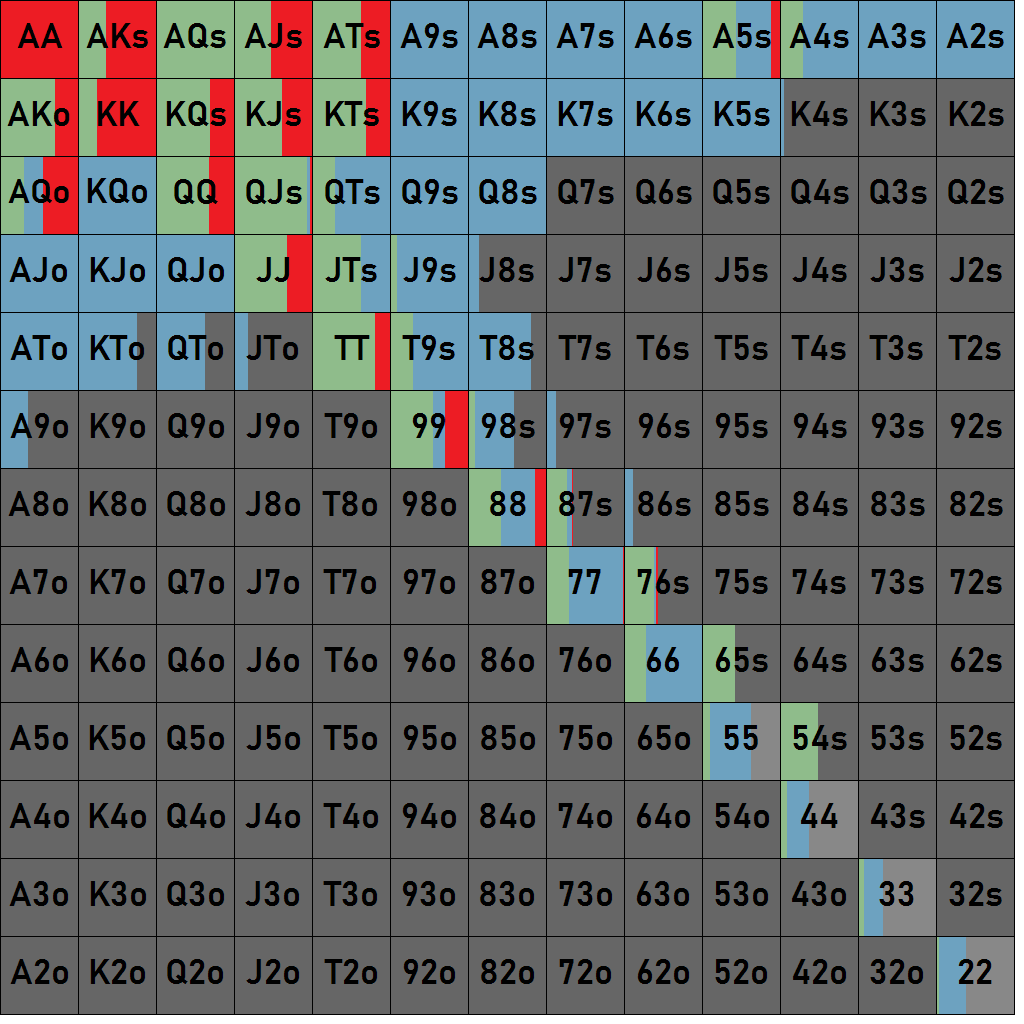 AA AKs AQs AJs ATs A9s A8s A7s A6s A5s A4s A3s A2s
AKo KK KQs KJs KTs K9s K8s K7s K6s K5s K4s K3s K2s
AQo KQo QQ QJs QTs Q9s Q8s Q7s Q6s Q5s Q4s Q3s Q2s
AJo KJo QJo JJ JTs J9s J8s J7s J6s J5s J4s J3s J2s
ATo KTo QTo JTo TT T9s T8s T7s T6s T5s T4s T3s T2s
A9o K9o Q9o J9o T9o 99 98s 97s 96s 95s 94s 93s 92s
A8o K8o Q8o J8o T8o 98o 88 87s 86s 85s 84s 83s 82s
A7o K7o Q7o J7o T7o 97o 87o 77 76s 75s 74s 73s 72s
A6o K6o Q6o J6o T6o 96o 86o 76o 66 65s 64s 63s 62s
A5o K5o Q5o J5o T5o 95o 85o 75o 65o 55 54s 53s 52s
A4o K4o Q4o J4o T4o 94o 84o 74o 64o 54o 44 43s 42s
A3o K3o Q3o J3o T3o 93o 83o 73o 63o 53o 43o 33 32s
A2o K2o Q2o J2o T2o 92o 82o 72o 62o 52o 42o 32o 22